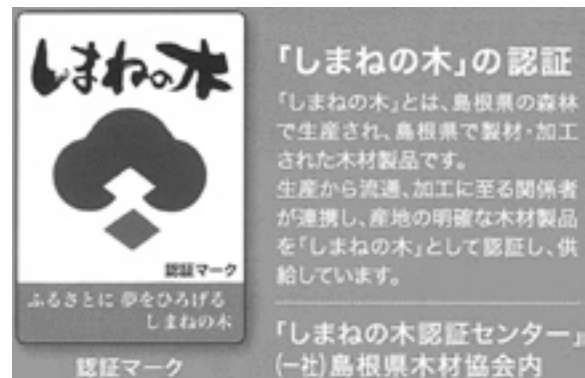 しまねの木
認証マーク
ふるさとに 夢をひろげる
しまねの木
認証マーク
「しまねの木」の認証
「しまねの木」とは、島根県の森林
で生産され、島根県で製材・加工
された木材製品です。
生産から流通、加工に至る関係者
が連携し、産地の明確な木材製品
を「しまねの木」として認証し、供
給しています。
「しまねの木認証センター」
(一社)島根県木材協会内